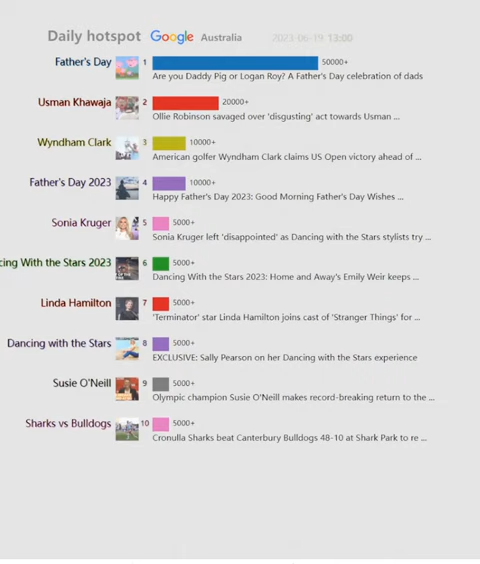 Daily hotspot Google Australia 2023-06-19 13:00
Father's Day 1 50000+
Are you Daddy Pig or Logan Roy? A Father's Day celebration of dads
Usman Khawaja 2 20000+
Ollie Robinson savaged over 'disgusting' act towards Usman ...
Wyndham Clark 3 10000+
American golfer Wyndham Clark claims US Open victory ahead of ...
Father's Day 2023 4 10000+
Happy Father's Day 2023: Good Morning Father's Day Wishes ...
Sonia Kruger 5 5000+
Sonia Kruger left 'disappointed' as Dancing with the Stars stylists try ...
cing With the Stars 2023 6 5000+
Dancing With the Stars 2023: Home and Away's Emily Weir keeps ...
Linda Hamilton 7 5000+
'Terminator' star Linda Hamilton joins cast of 'Stranger Things' for ...
Dancing with the Stars 8 5000+
EXCLUSIVE: Sally Pearson on her Dancing with the Stars experience
Susie O'Neill 9 5000+
Olympic champion Susie O'Neill makes record-breaking return to the ...
Sharks vs Bulldogs 10 5000+
Cronulla Sharks beat Canterbury Bulldogs 48-10 at Shark Park to re ...